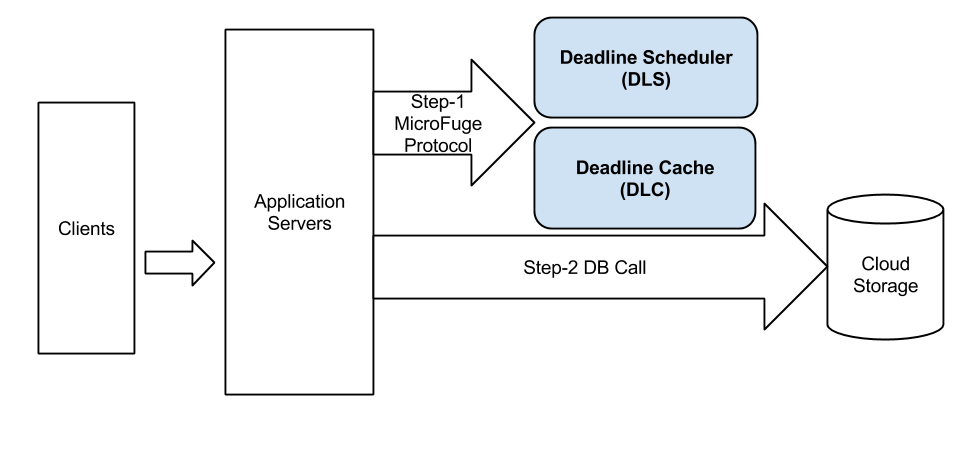 Clients
Application
Servers
Step-1
MicroFuge
Protocol
Deadline Scheduler
(DLS)
Deadline Cache
(DLC)
Step-2 DB Call
Cloud
Storage